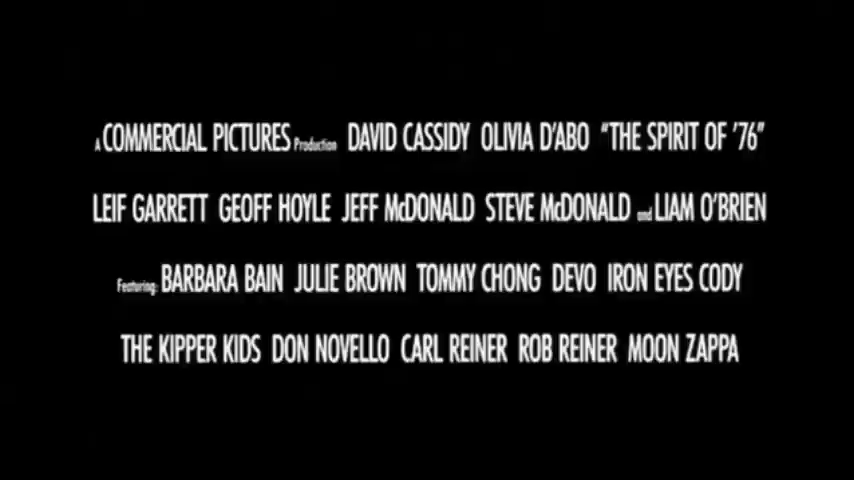 A COMMERCIAL PICTURES Production DAVID CASSIDY OLIVIA D'ABO "THE SPIRIT OF '76"
LEIF GARRETT GEOFF HOYLE JEFF McDONALD STEVE McDONALD and LIAM O'BRIEN
Featuring: BARBARA BAIN JULIE BROWN TOMMY CHONG DEVO IRON EYES CODY
THE KIPPER KIDS DON NOVELLO CARL REINER ROB REINER MOON ZAPPA